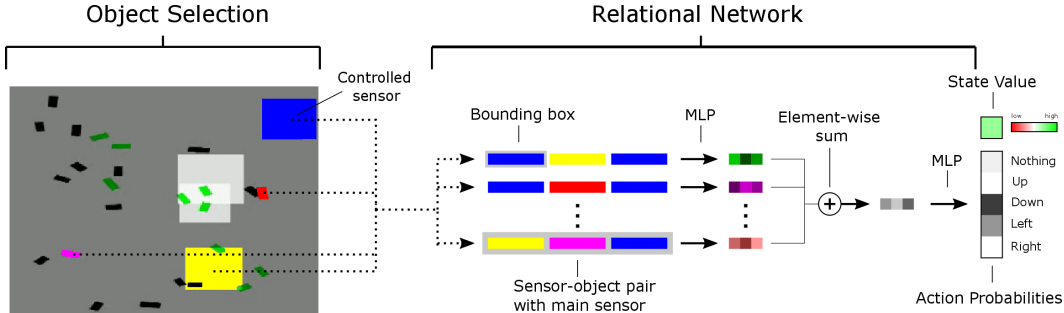 Object Selection
Relational Network
Controlled
sensor
Bounding box
MLP
Element-wise
sum
Sensor-object pair
with main sensor
MLP
State Value
low
high
Nothing
Up
Down
Left
Right
Action Probabilities